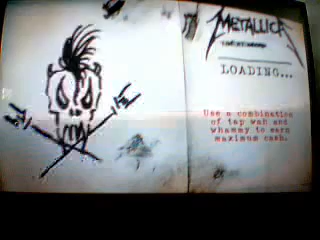 METALLICA
LOADING...
Use a combination
of tap wah and
whammy to earn
maximum cash.